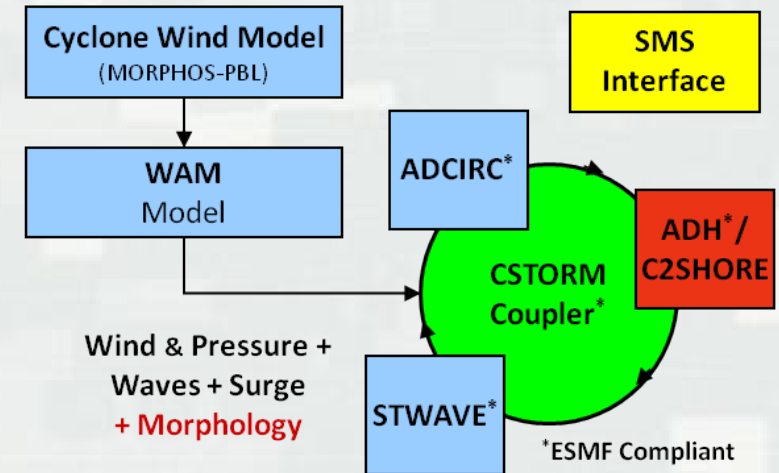 Cyclone Wind Model
(MORPHOS-PBL)
SMS
Interface
WAM
Model
ADCIRC*
ADH*/
C2SHORE
CSTORM
Coupler*
Wind & Pressure +
Waves + Surge
+ Morphology
STWAVE*
*ESMF Compliant